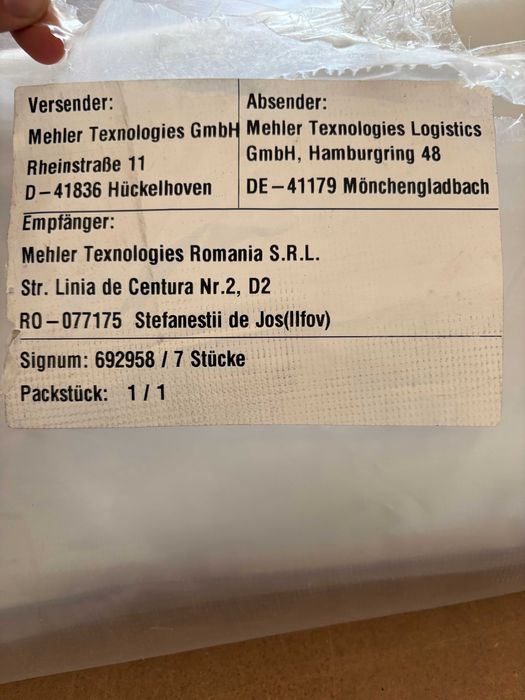 Versender:
Mehler Texnologies GmbH
Rheinstraße 11
D-41836 Hückelhoven
Absender:
Mehler Texnologies Logistics
GmbH, Hamburgring 48
DE-41179 Mönchengladbach
Empfänger:
Mehler Texnologies Romania S.R.L.
Str. Linia de Centura Nr.2, D2
RO-077175 Stefanestii de Jos(Ilfov)
Signum: 692958 / 7 Stücke
Packstück: 1 / 1